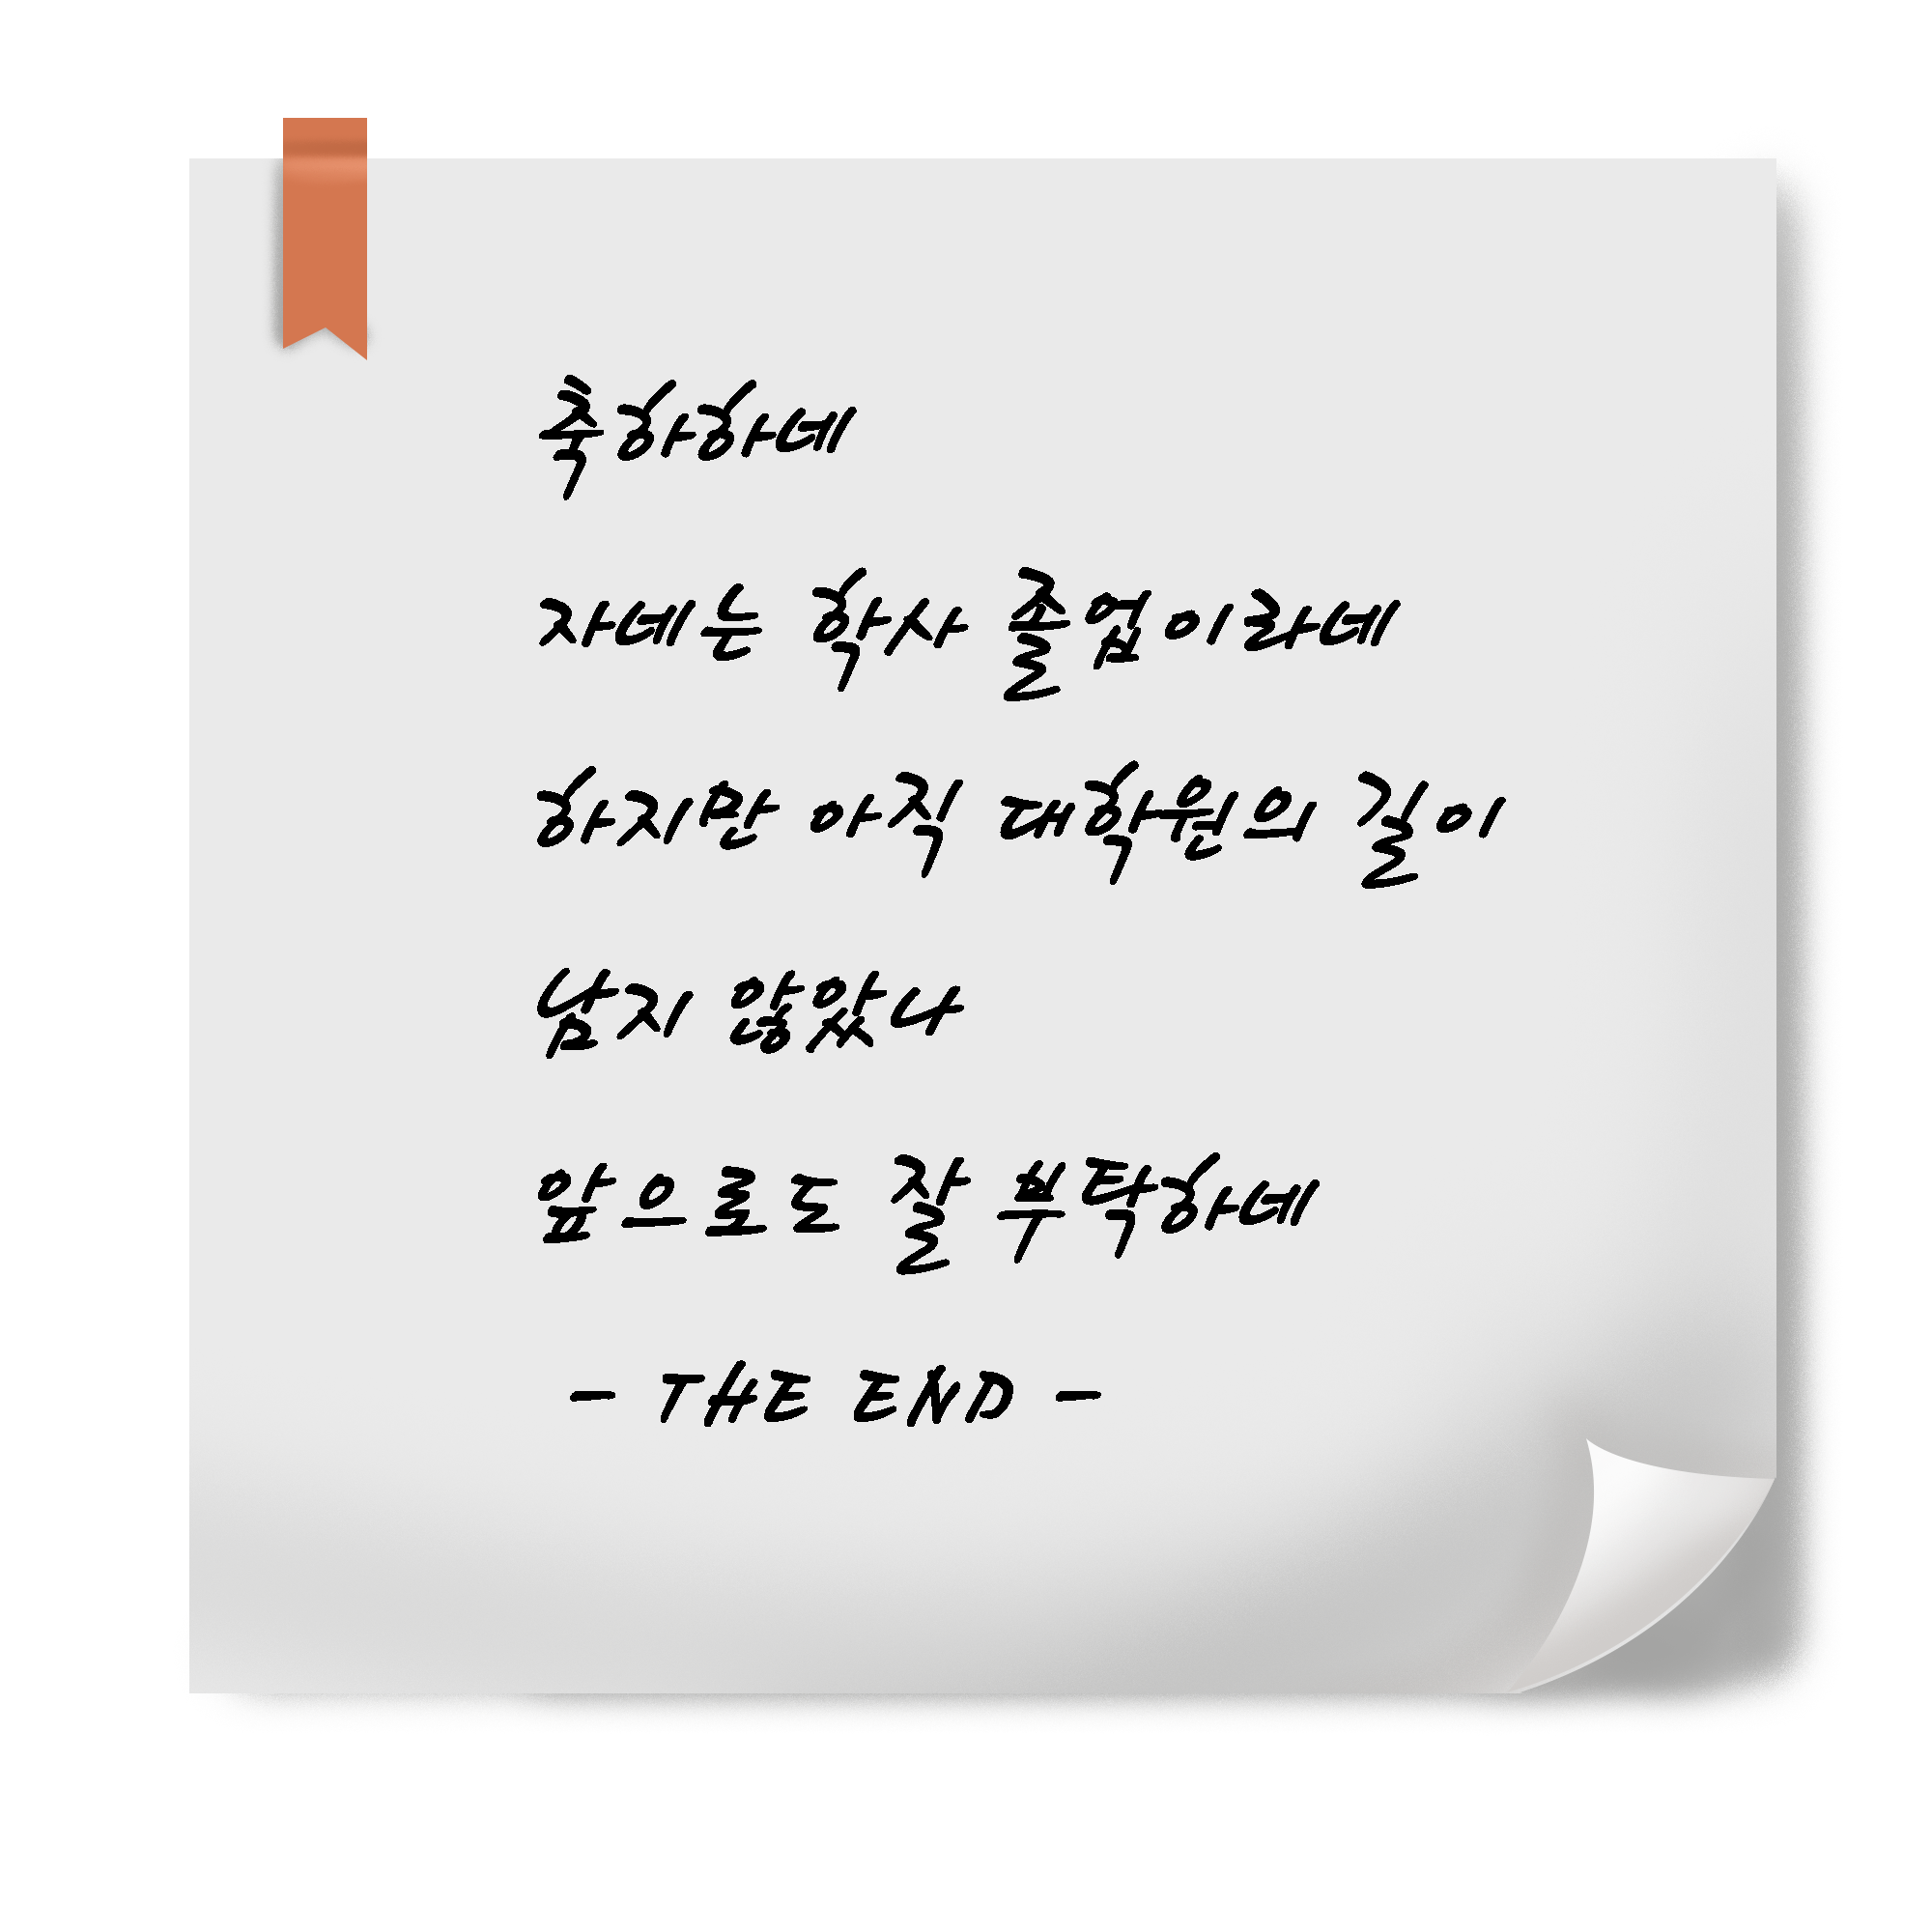 축하하네
자네는 학사 졸업이라네
하지만 아직 대학원의 길이
남지 않았나
앞으로도 잘 부탁하네
- THE END -